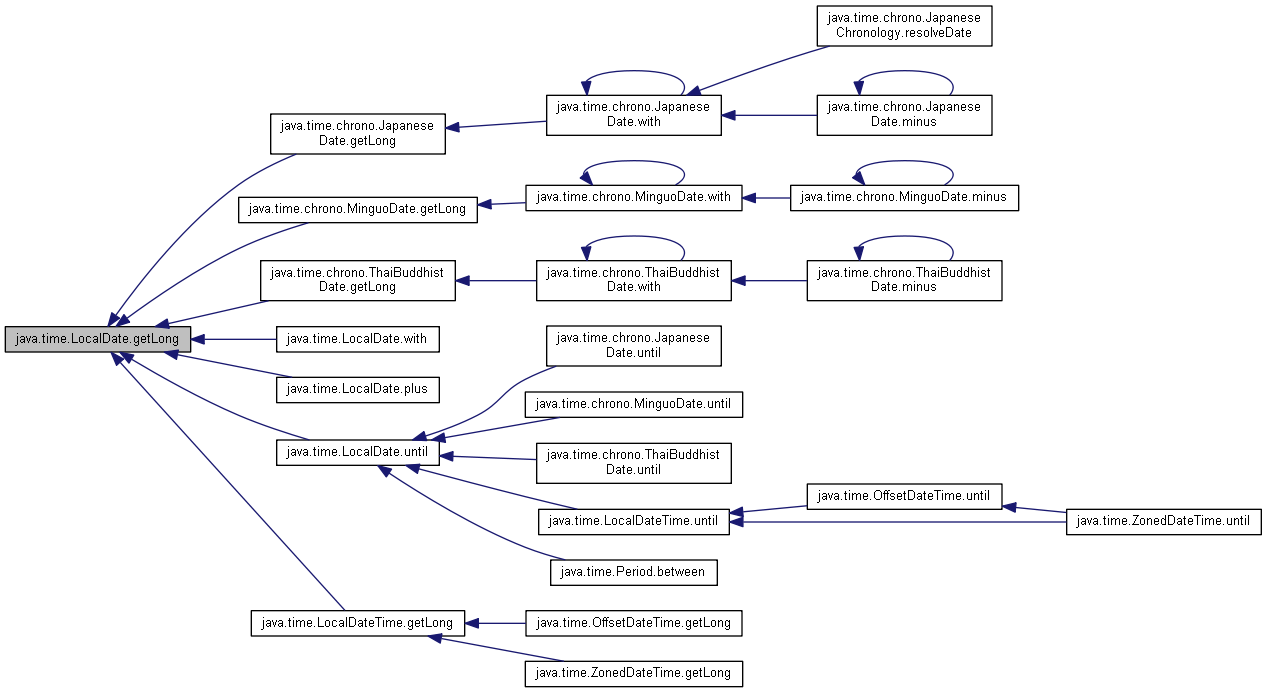 java.time.chrono.Japanese
Chronology.resolveDate
java.time.chrono.Japanese
Date.with
java.time.chrono.Japanese
Date.minus
java.time.chrono.Japanese
Date.getLong
java.time.chrono.MinguoDate.with
java.time.chrono.MinguoDate.minus
java.time.chrono.MinguoDate.getLong
java.time.chrono.ThaiBuddhist
Date.getLong
java.time.chrono.ThaiBuddhist
Date.with
java.time.chrono.ThaiBuddhist
Date.minus
java.time.LocalDate.getLong
java.time.LocalDate.with
java.time.chrono.Japanese
Date.until
java.time.LocalDate.plus
java.time.chrono.MinguoDate.until
java.time.LocalDate.until
java.time.chrono.ThaiBuddhist
Date.until
java.time.OffsetDateTime.until
java.time.LocalDateTime.until
java.time.ZonedDateTime.until
java.time.Period.between
java.time.LocalDateTime.getLong
java.time.OffsetDateTime.getLong
java.time.ZonedDateTime.getLong